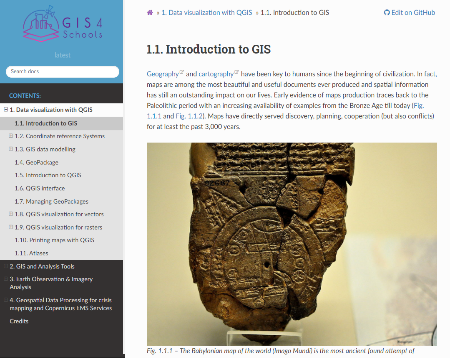 GIS4
Schools
latest
Search docs
CONTENTS:
1. Data visualization with QGIS
1.1. Introduction to GIS
1.2. Coordinate reference Systems
1.3. GIS data modelling
1.4. GeoPackage
1.5. Introduction to QGIS
1.6. QGIS interface
1.7. Managing GeoPackages
1.8. QGIS visualization for vectors
1.9. QGIS visualization for rasters
1.10. Printing maps with QGIS
1.11. Atlases
2. GIS and Analysis Tools
3. Earth Observation & Imagery
Analysis
4. Geospatial Data Processing for crisis
mapping and Copernicus EMS Services
Credits
» 1. Data visualization with QGIS » 1.1. Introduction to GIS
Edit on GitHub
1.1. Introduction to GIS
Geography and cartography have been key to humans since the beginning of civilization. In fact,
maps are among the most beautiful and useful documents ever produced and spatial information
has still an outstanding impact on our lives. Early evidence of maps production traces back to the
Paleolithic period with an increasing availability of examples from the Bronze Age till today (Fig.
1.1.1 and Fig. 1.1.2). Maps have directly served discovery, planning, cooperation (but also conflicts)
for at least the past 3,000 years.
Fig. 1.1.1 – The Babylonian map of the world (Imago Mundi) is the most ancient found attempt of